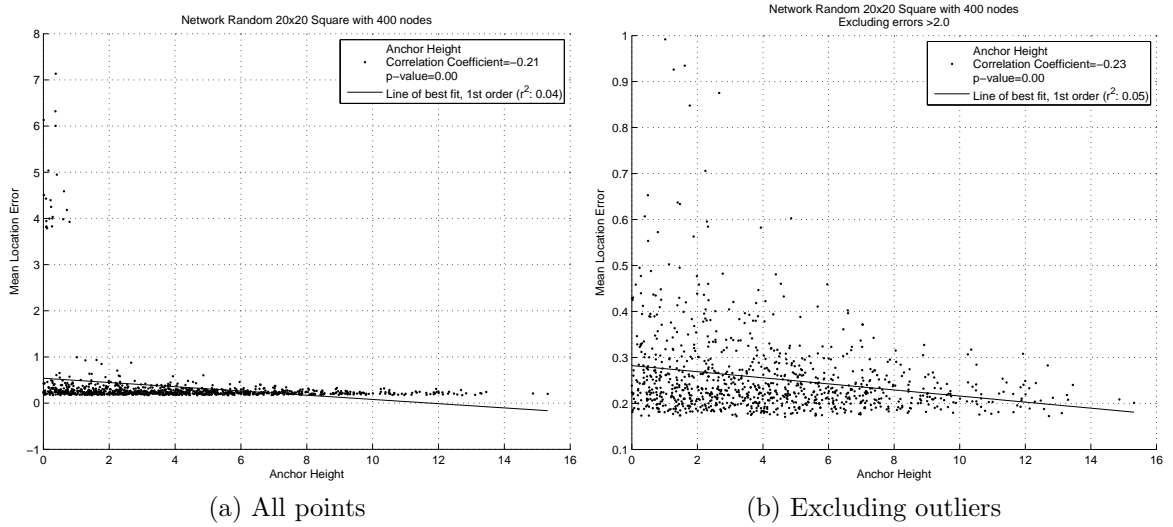 Network Random 20x20 Square with 400 nodes
8
7
6
5
4
3
2
1
0
−1
0 2 4 6 8 10 12 14 16
Mean Location Error
Anchor Height
Anchor Height
Correlation Coefficient=−0.21
p−value=0.00
Line of best fit, 1st order (r²: 0.04)
(a) All points
Network Random 20x20 Square with 400 nodes
Excluding errors >2.0
1
0.9
0.8
0.7
0.6
0.5
0.4
0.3
0.2
0.1
0 2 4 6 8 10 12 14 16
Mean Location Error
Anchor Height
Anchor Height
Correlation Coefficient=−0.23
p−value=0.00
Line of best fit, 1st order (r²: 0.05)
(b) Excluding outliers